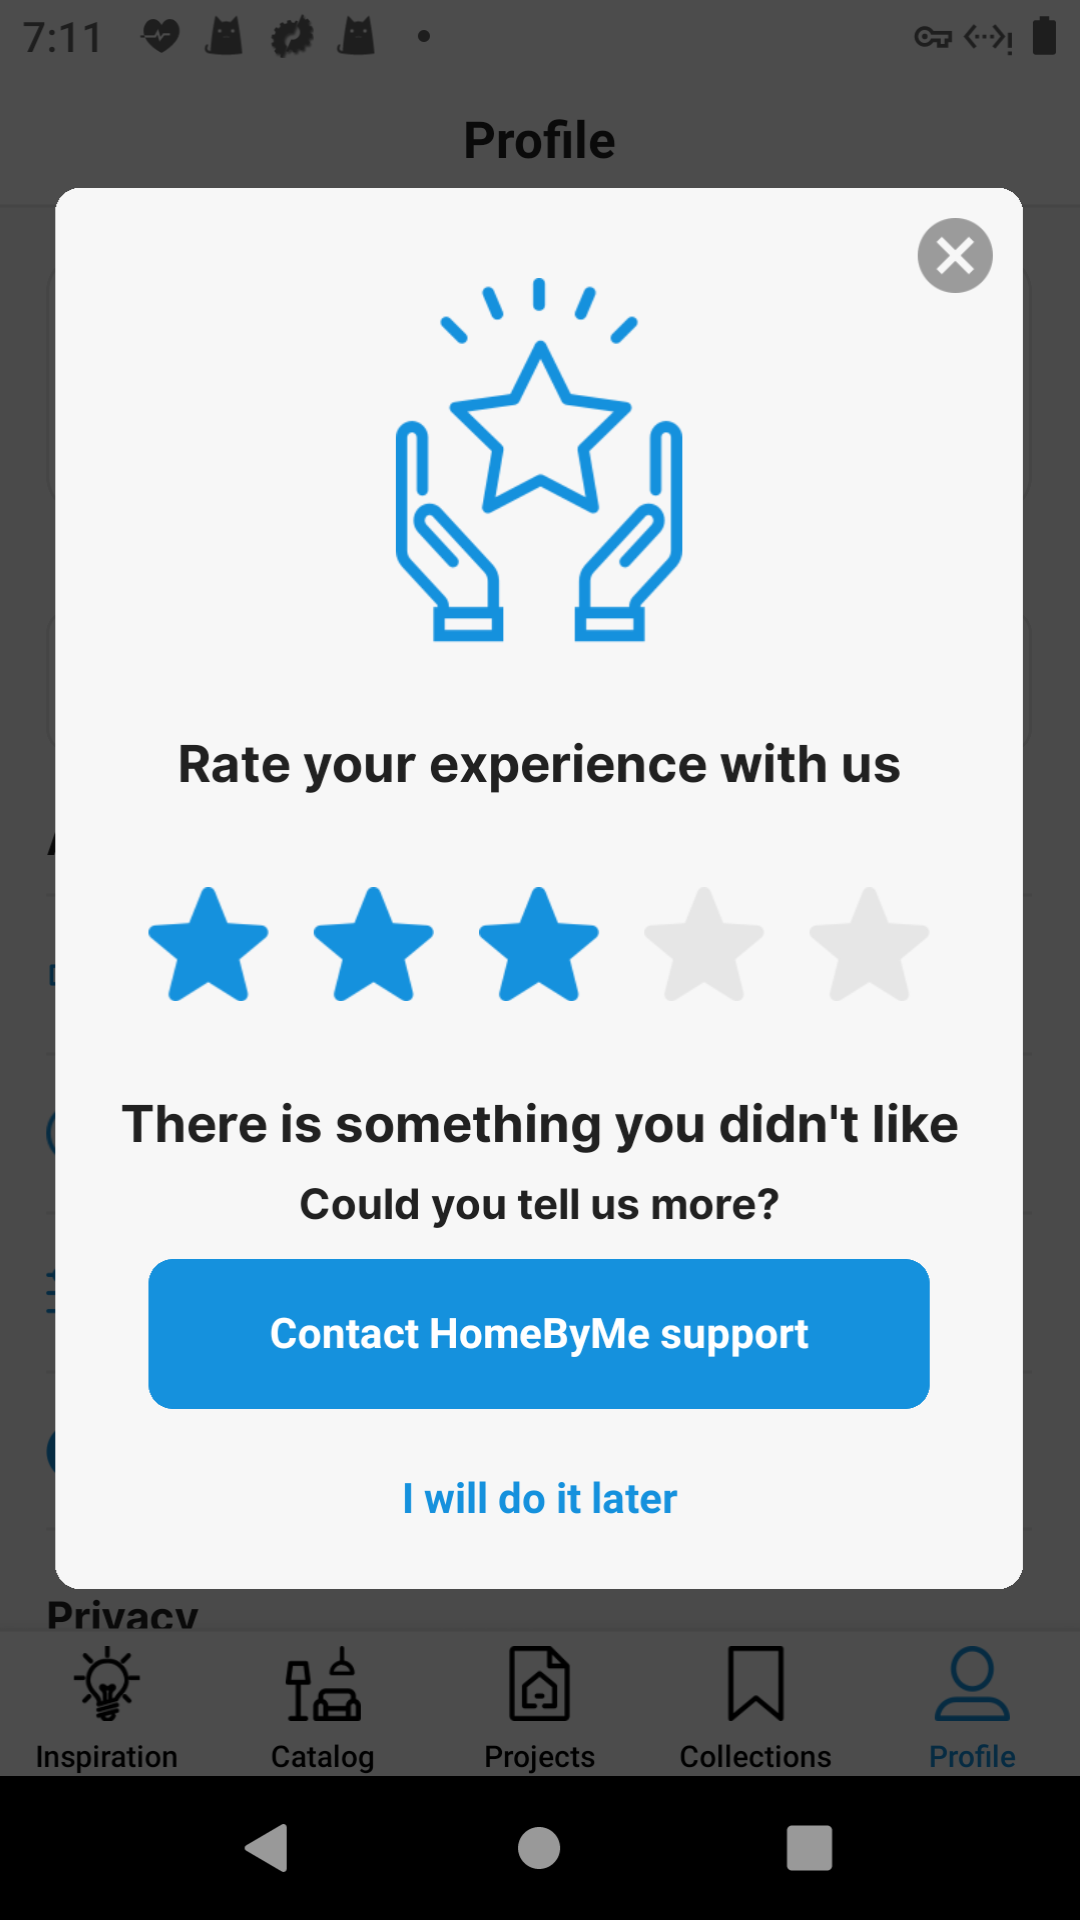 7:11
Profile
Rate your experience with us
There is something you didn't like
Could you tell us more?
Contact HomeByMe support
I will do it later
Privacy
Inspiration
Catalog
Projects
Collections
Profile